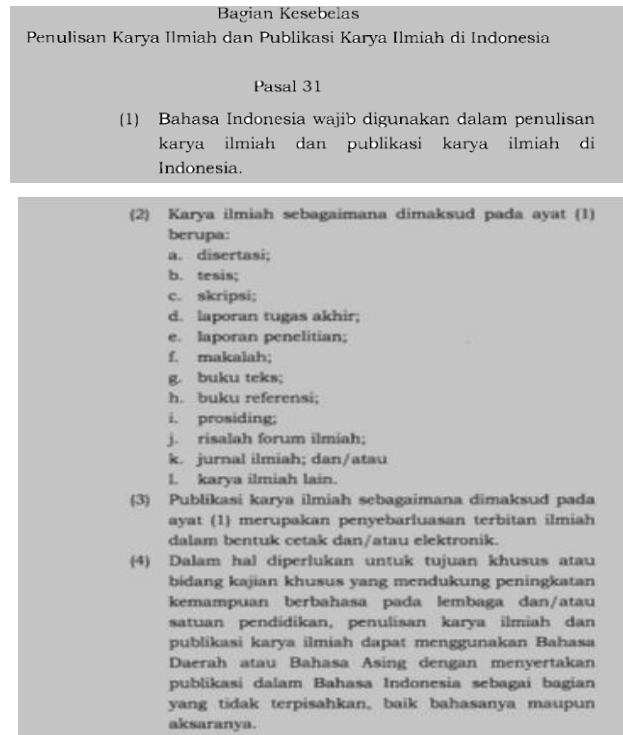 Bagian Kesebelas
Penulisan Karya Ilmiah dan Publikasi Karya Ilmiah di Indonesia
Pasal 31
(1) Bahasa Indonesia wajib digunakan dalam penulisan
karya ilmiah dan publikasi karya ilmiah di
Indonesia.
(2) Karya ilmiah sebagaimana dimaksud pada ayat (1)
berupa:
a. disertasi;
b. tesis;
c. skripsi;
d. laporan tugas akhir;
e. laporan penelitian;
f. makalah;
g. buku teks;
h. buku referensi;
i. prosiding;
j. risalah forum ilmiah;
k. jurnal ilmiah; dan/atau
l. karya ilmiah lain.
(3) Publikasi karya ilmiah sebagaimana dimaksud pada
ayat (1) merupakan penyebarluasan terbitan ilmiah
dalam bentuk cetak dan/atau elektronik.
(4) Dalam hal diperlukan untuk tujuan khusus atau
bidang kajian khusus yang mendukung peningkatan
kemampuan berbahasa pada lembaga dan/atau
satuan pendidikan, penulisan karya ilmiah dan
publikasi karya ilmiah dapat menggunakan Bahasa
Daerah atau Bahasa Asing dengan menyertakan
publikasi dalam Bahasa Indonesia sebagai bagian
yang tidak terpisahkan, baik bahasanya maupun
aksaranya.